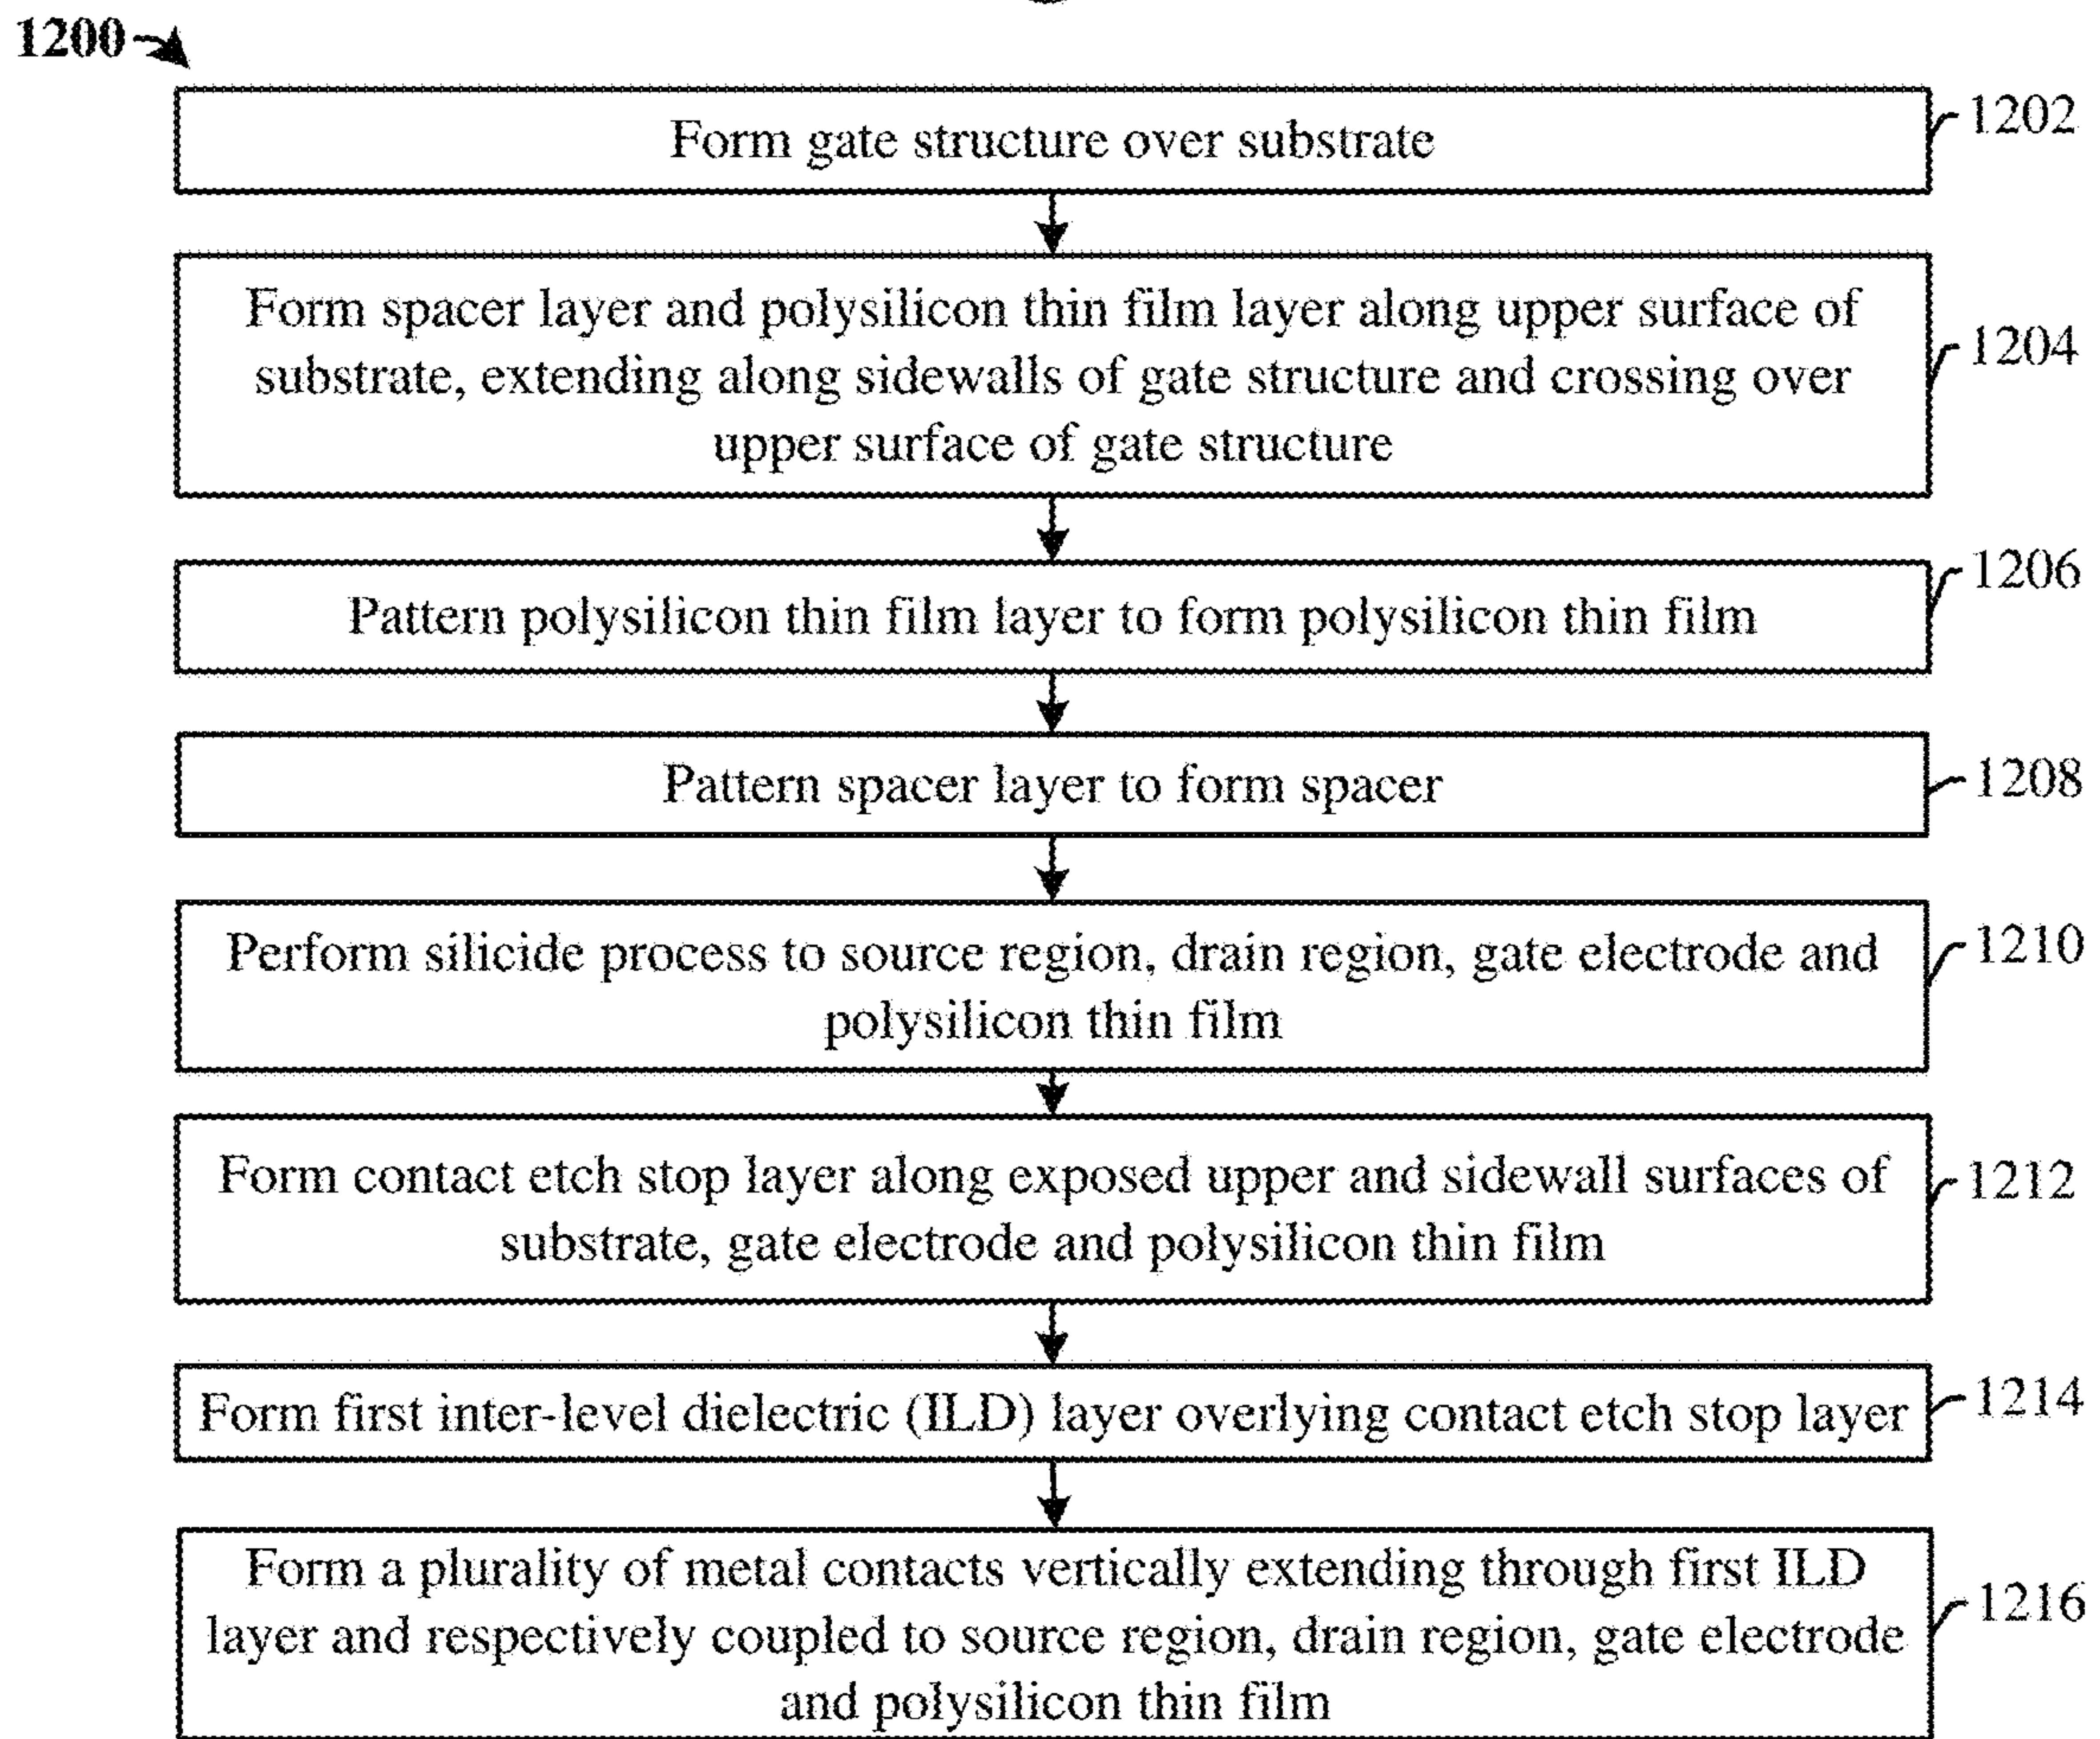 1200
Form gate structure over substrate
1202
Form spacer layer and polysilicon thin film layer along upper surface of
substrate, extending along sidewalls of gate structure and crossing over
upper surface of gate structure
1204
Pattern polysilicon thin film layer to form polysilicon thin film
1206
Pattern spacer layer to form spacer
1208
Perform silicide process to source region, drain region, gate electrode and
polysilicon thin film
1210
Form contact etch stop layer along exposed upper and sidewall surfaces of
substrate, gate electrode and polysilicon thin film
1212
Form first inter-level dielectric (ILD) layer overlying contact etch stop layer
1214
Form a plurality of metal contacts vertically extending through first ILD
layer and respectively coupled to source region, drain region, gate electrode
and polysilicon thin film
1216